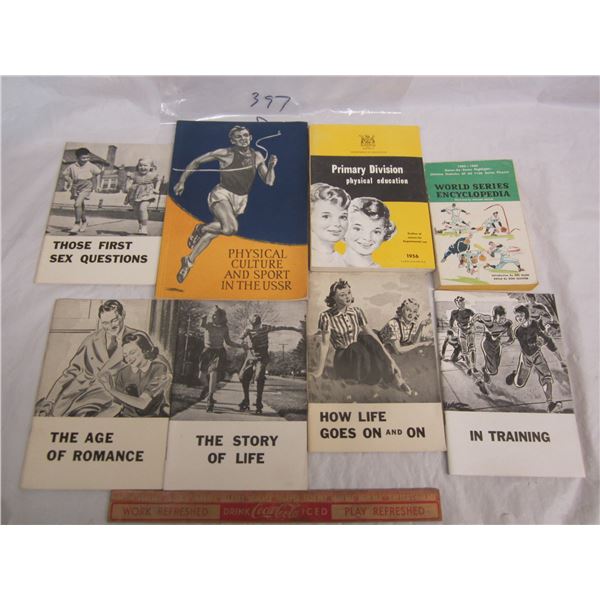 397
THOSE FIRST
SEX QUESTIONS
PHYSICAL
CULTURE
AND SPORT
IN THE USSR
Primary Division
physical education
1956
WORLD SERIES
ENCYCLOPEDIA
THE AGE
OF ROMANCE
THE STORY
OF LIFE
HOW LIFE
GOES ON AND ON
IN TRAINING
WORK REFRESHED
DRINK Coca-Cola ICED
PLAY REFRESHED